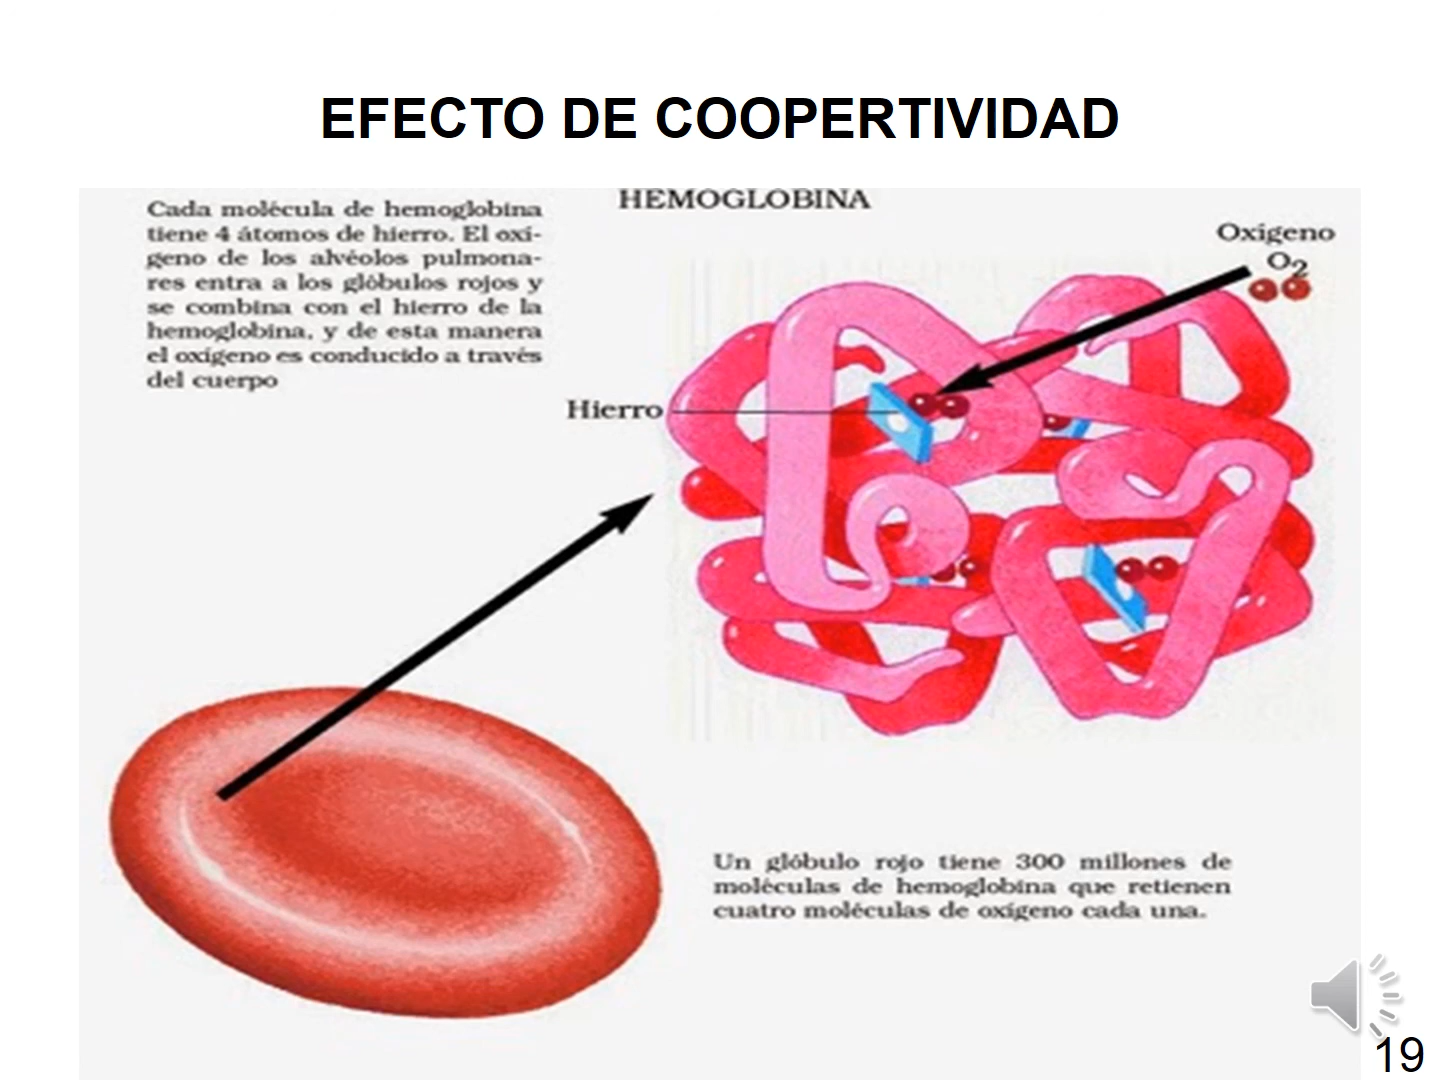 EFECTO DE COOPERTIVIDAD
Cada molécula de hemoglobina
tiene 4 átomos de hierro. El oxí-
geno de los alvéolos pulmona-
res entra a los glóbulos rojos y
se combina con el hierro de la
hemoglobina, y de esta manera
el oxígeno es conducido a través
del cuerpo
HEMOGLOBINA
Oxígeno
O2
Hierro
Un glóbulo rojo tiene 300 millones de
moléculas de hemoglobina que retienen
cuatro moléculas de oxígeno cada una.
19